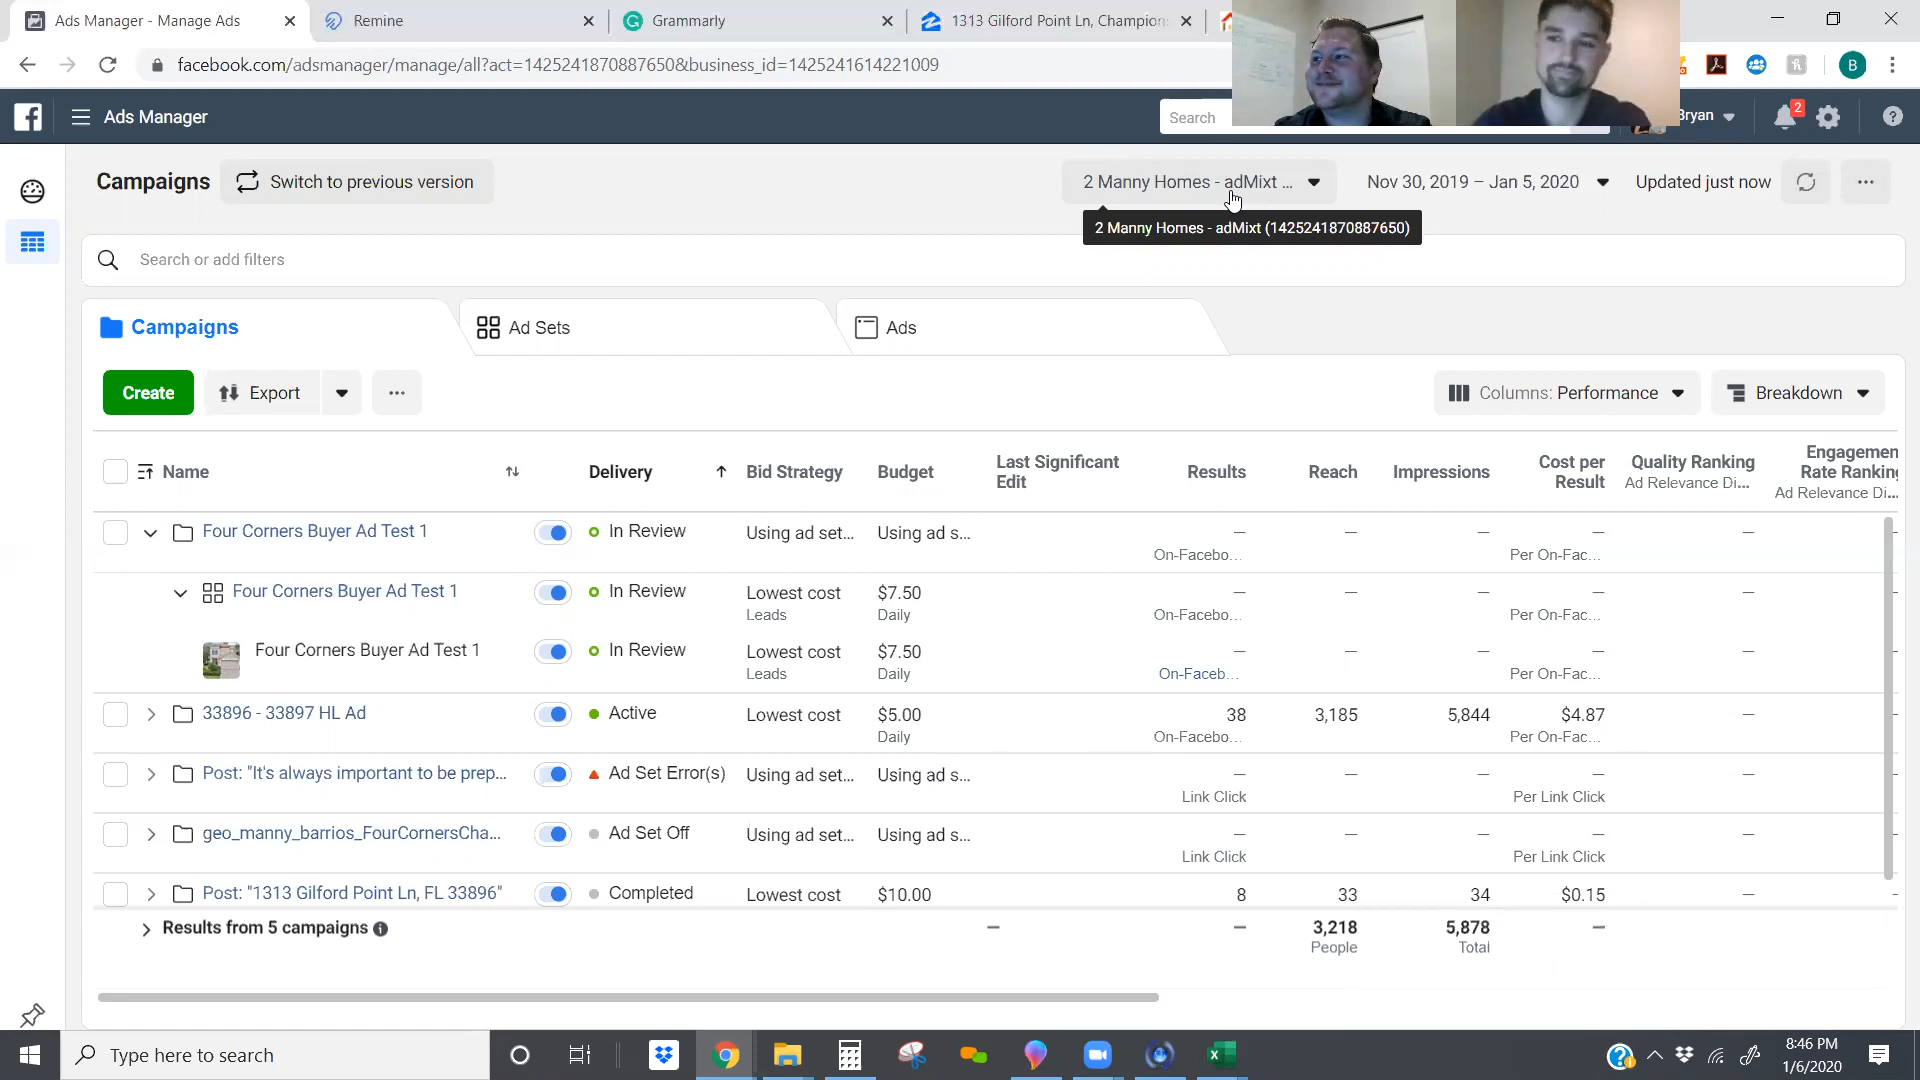 Ads Manager - Manage Ads
Remine
Grammarly
1313 Gilford Point Ln, Champion
facebook.com/adsmanager/manage/all?act=1425241870887650&business_id=1425241614221009
B
Ads Manager
Search
Bryan
2
Campaigns
Switch to previous version
2 Manny Homes - adMixt ...
Nov 30, 2019 – Jan 5, 2020
Updated just now
2 Manny Homes - adMixt (1425241870887650)
Search or add filters
Campaigns
Ad Sets
Ads
Create
Export
Columns: Performance
Breakdown
Name
Delivery
Bid Strategy
Budget
Last Significant
Edit
Results
Reach
Impressions
Cost per
Result
Quality Ranking
Ad Relevance Di...
Engagemen
Rate Ranking
Ad Relevance Di...
Four Corners Buyer Ad Test 1
In Review
Using ad set...
Using ad s...
—
—
—
—
—
On-Facebo...
Per On-Fac...
Four Corners Buyer Ad Test 1
In Review
Lowest cost
$7.50
—
—
—
—
—
Leads
Daily
On-Facebo...
Per On-Fac...
Four Corners Buyer Ad Test 1
In Review
Lowest cost
$7.50
—
—
—
—
—
Leads
Daily
On-Faceb...
Per On-Fac...
33896 - 33897 HL Ad
Active
Lowest cost
$5.00
38
3,185
5,844
$4.87
—
Daily
On-Facebo...
Per On-Fac...
Post: "It's always important to be prep...
Ad Set Error(s)
Using ad set...
Using ad s...
—
—
—
—
—
Link Click
Per Link Click
geo_manny_barrios_FourCornersCha...
Ad Set Off
Using ad set...
Using ad s...
—
—
—
—
—
Link Click
Per Link Click
Post: "1313 Gilford Point Ln, FL 33896"
Completed
Lowest cost
$10.00
8
33
34
$0.15
—
Results from 5 campaigns
—
—
3,218
5,878
—
People
Total
Type here to search
8:46 PM
1/6/2020